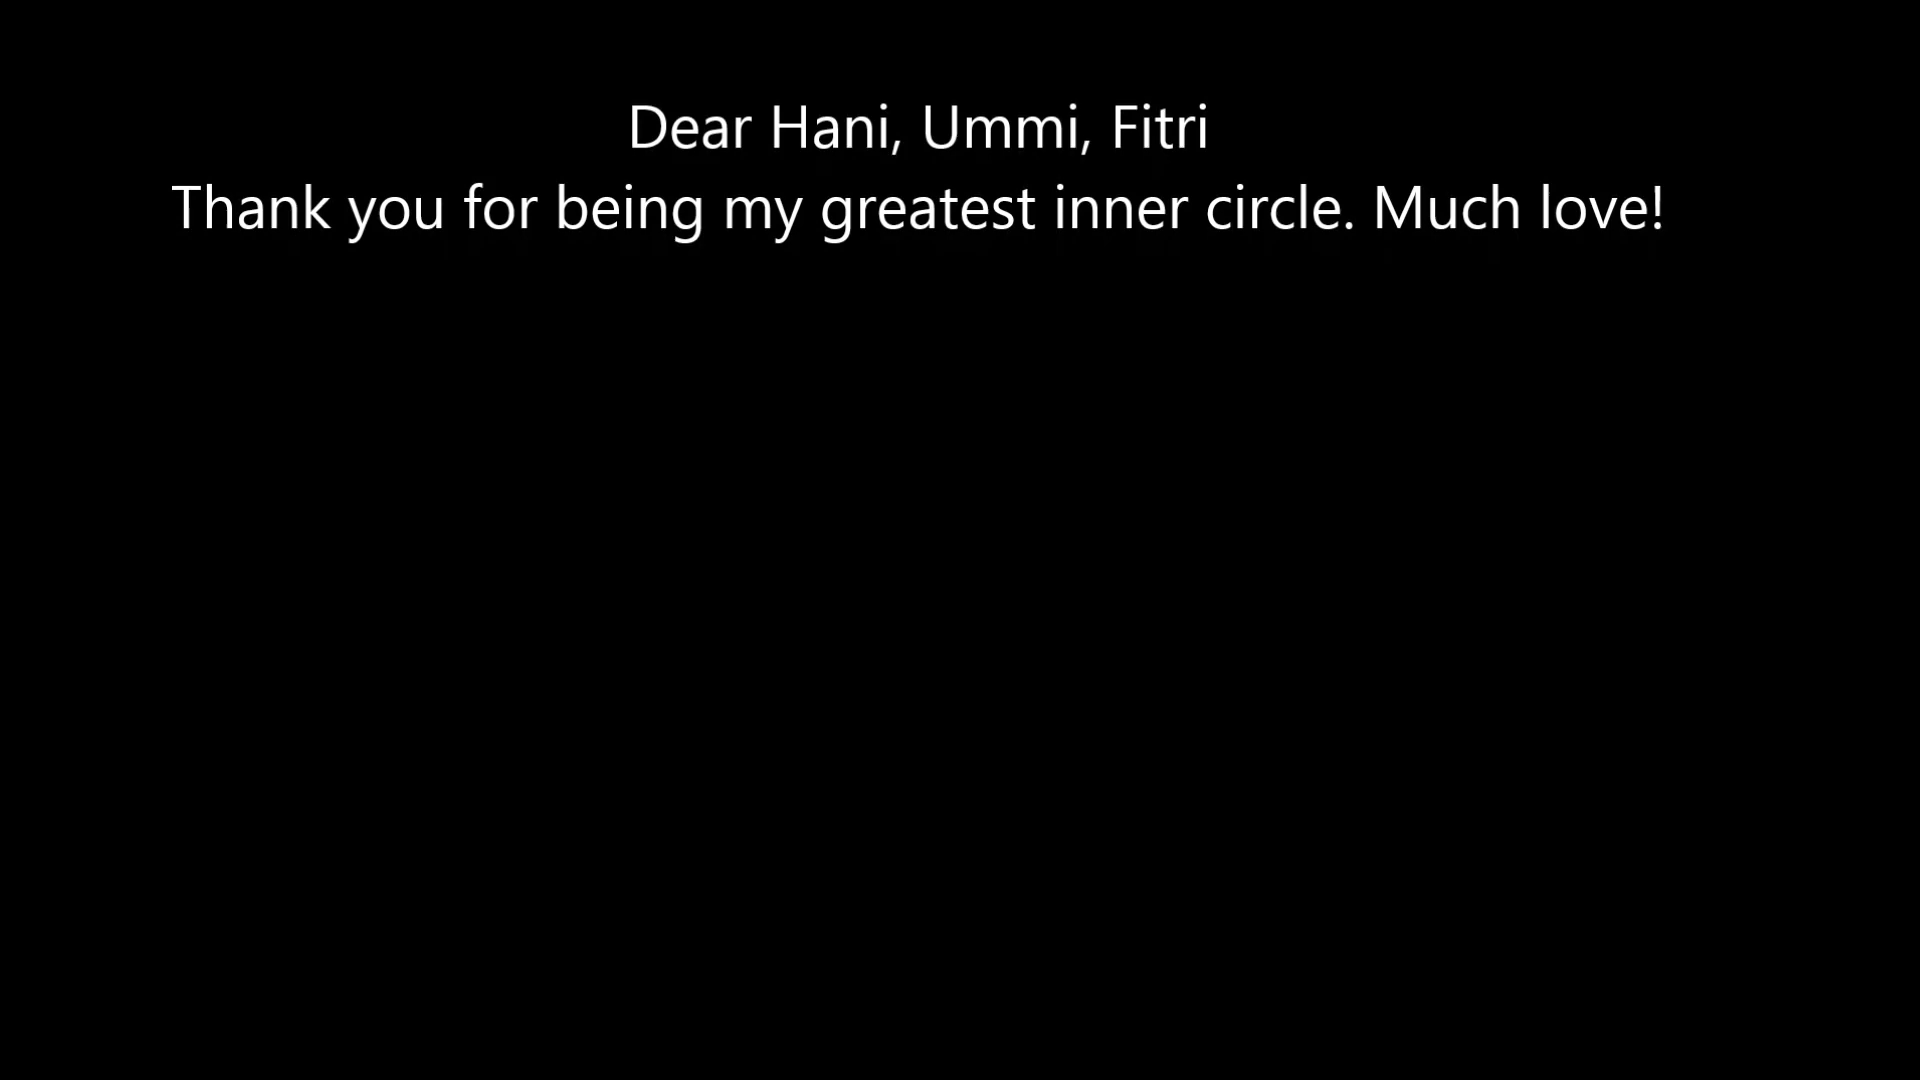 Dear Hani, Ummi, Fitri
Thank you for being my greatest inner circle. Much love!